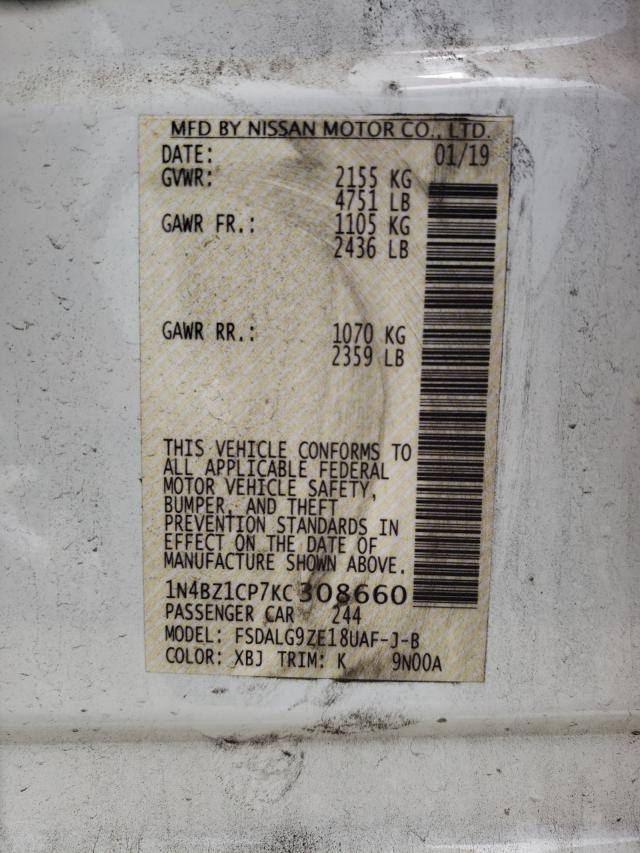 MFD BY NISSAN MOTOR CO., LTD.
DATE: 01/19
GVWR: 2155 KG
4751 LB
GAWR FR.: 1105 KG
2436 LB
GAWR RR.: 1070 KG
2359 LB
THIS VEHICLE CONFORMS TO
ALL APPLICABLE FEDERAL
MOTOR VEHICLE SAFETY,
BUMPER, AND THEFT
PREVENTION STANDARDS IN
EFFECT ON THE DATE OF
MANUFACTURE SHOWN ABOVE.
1N4BZ1CP7KC308660
PASSENGER CAR 244
MODEL: FSDALG9ZE18UAF-J-B
COLOR: XBJ TRIM: K 9N00A